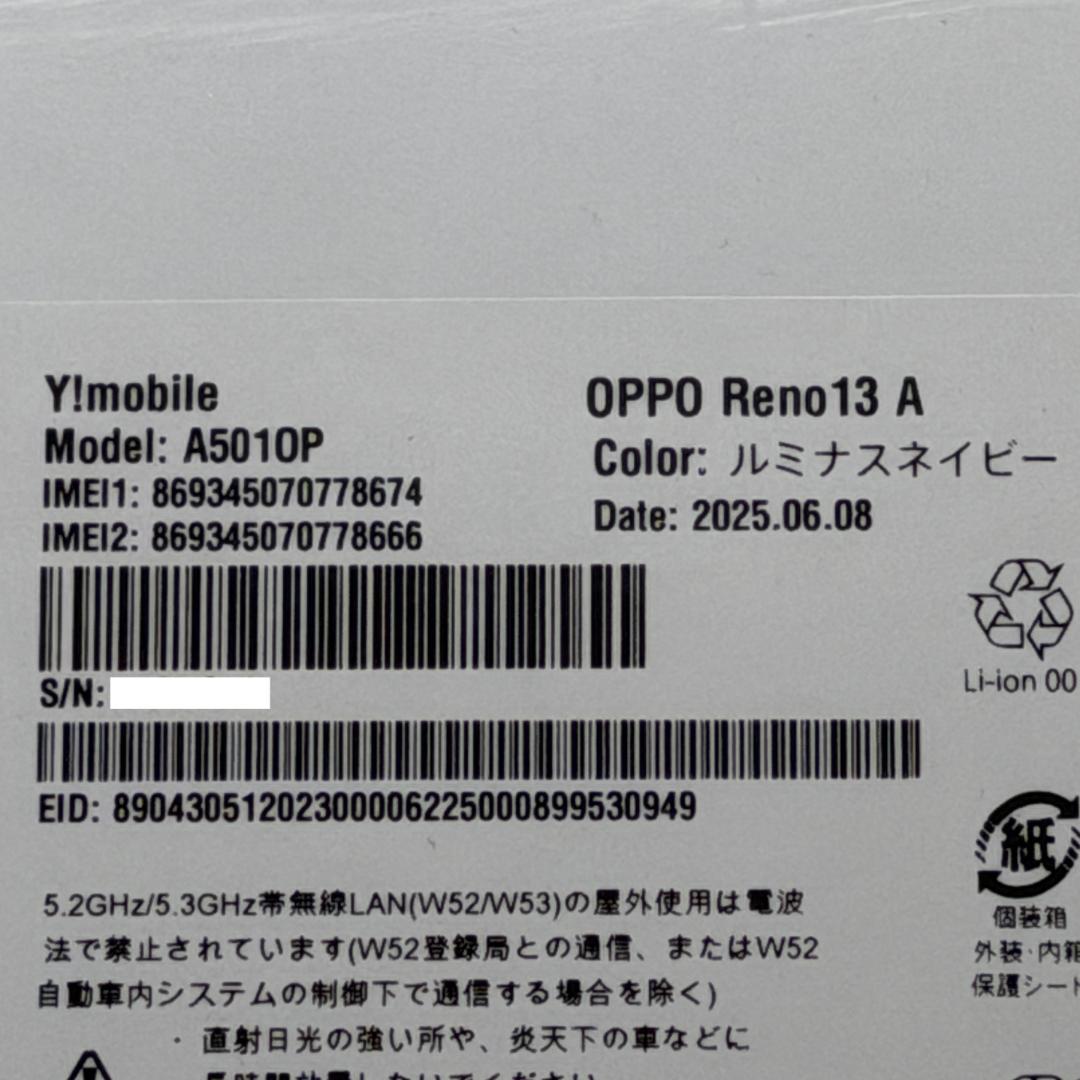 Y!mobile
Model: A501OP
IMEI1: 869345070778674
IMEI2: 869345070778666
OPPO Reno13 A
Color: ルミナスネイビー
Date: 2025.06.08
S/N:
EID: 89043051202300006225000899530949
Li-ion 00
紙
個装箱
外装・内箱
保護シート
5.2GHz/5.3GHz帯無線LAN(W52/W53)の屋外使用は電波
法で禁止されています(W52登録局との通信、またはW52
自動車内システムの制御下で通信する場合を除く)
・ 直射日光の強い所や、炎天下の車などに